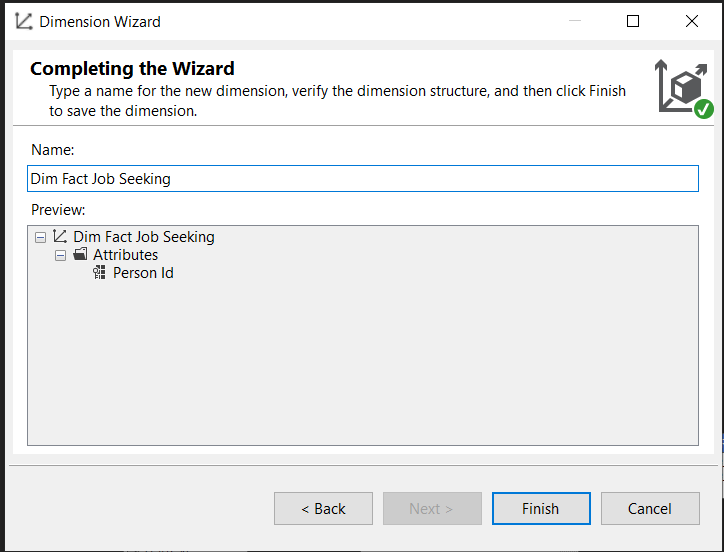 Dimension Wizard
Completing the Wizard
Type a name for the new dimension, verify the dimension structure, and then click Finish
to save the dimension.
Name:
Dim Fact Job Seeking
Preview:
Dim Fact Job Seeking
Attributes
Person Id
< Back
Next >
Finish
Cancel